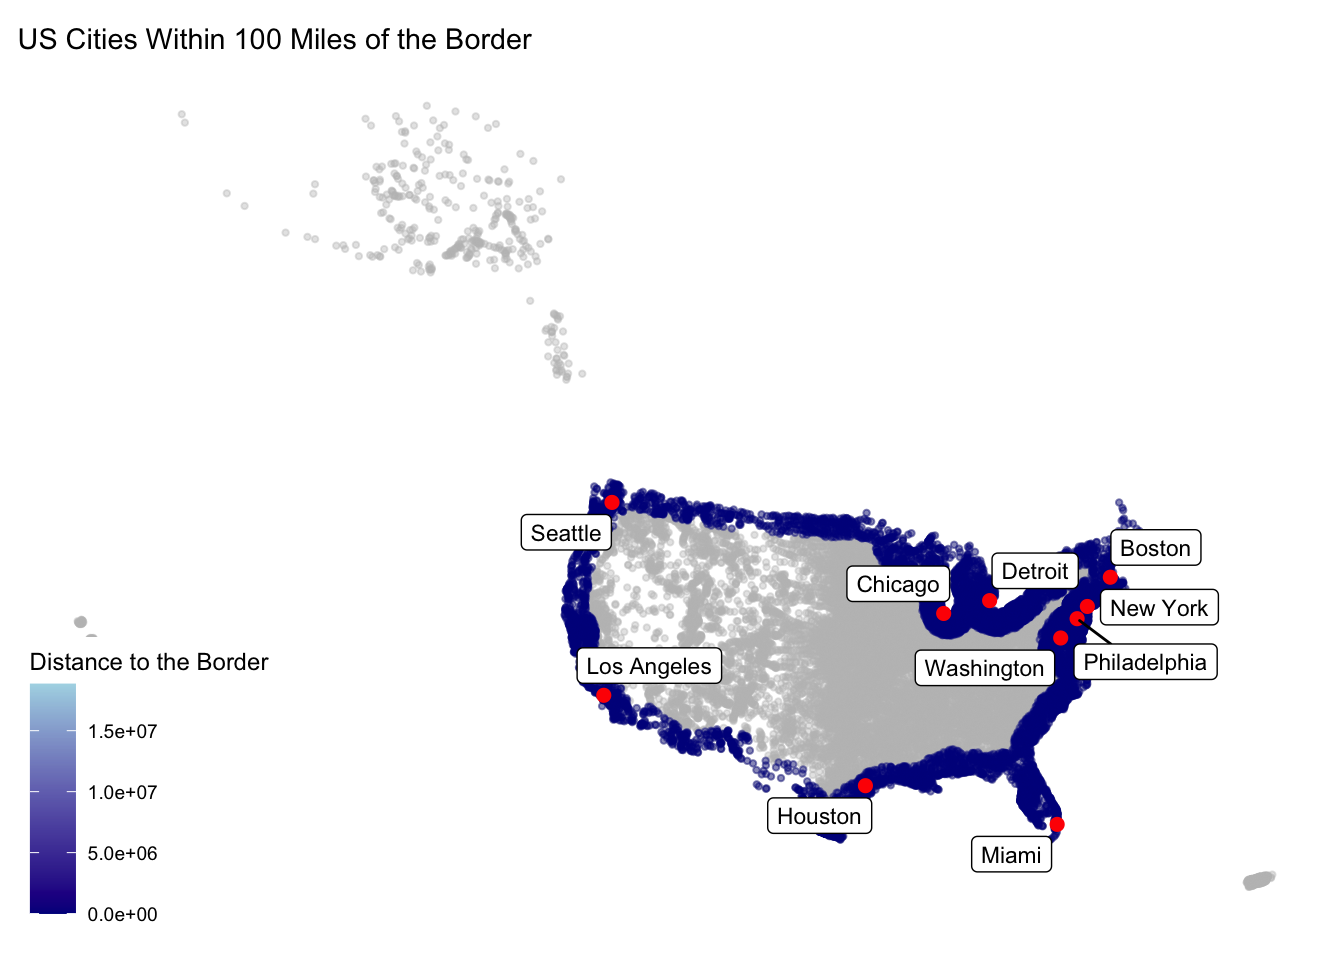 US Cities Within 100 Miles of the Border
Seattle
Boston
Detroit
Chicago
New York
Philadelphia
Washington
Los Angeles
Houston
Miami
Distance to the Border
1.5e+07
1.0e+07
5.0e+06
0.0e+00